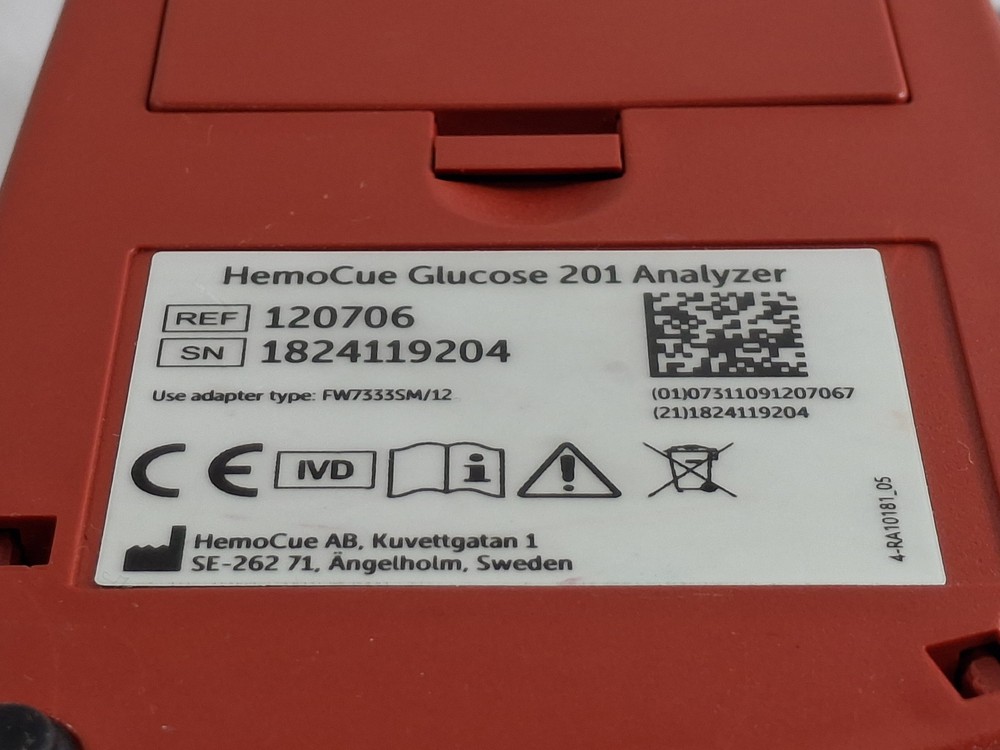 HemoCue Glucose 201 Analyzer
REF 120706
SN 1824119204
Use adapter type: FW7333SM/12
(01)07311091207067
(21)1824119204
CE IVD i !
HemoCue AB, Kuvettgatan 1
SE-262 71, Ängelholm, Sweden
4-RA10181_05